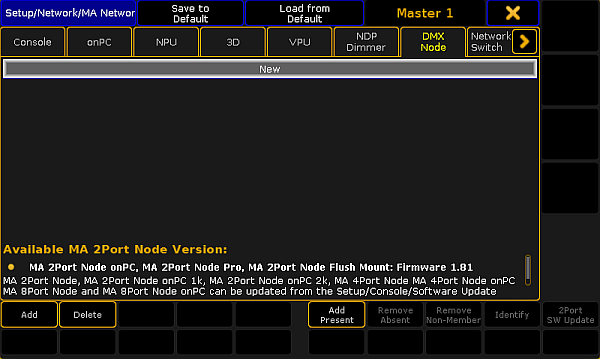 Setup/Network/MA Networ
Save to
Default
Load from
Default
Master 1
Console
onPC
NPU
3D
VPU
NDP
Dimmer
DMX
Node
Network
Switch
New
Available MA 2Port Node Version:
MA 2Port Node onPC, MA 2Port Node Pro, MA 2Port Node Flush Mount: Firmware 1.81
MA 2Port Node, MA 2Port Node onPC 1k, MA 2Port Node onPC 2k, MA 4Port Node MA 4Port Node onPC
MA 8Port Node and MA 8Port Node onPC can be updated from the Setup/Console/Software Update
Add
Delete
Add
Present
Remove
Absent
Remove
Non-Member
Identify
2Port
SW Update